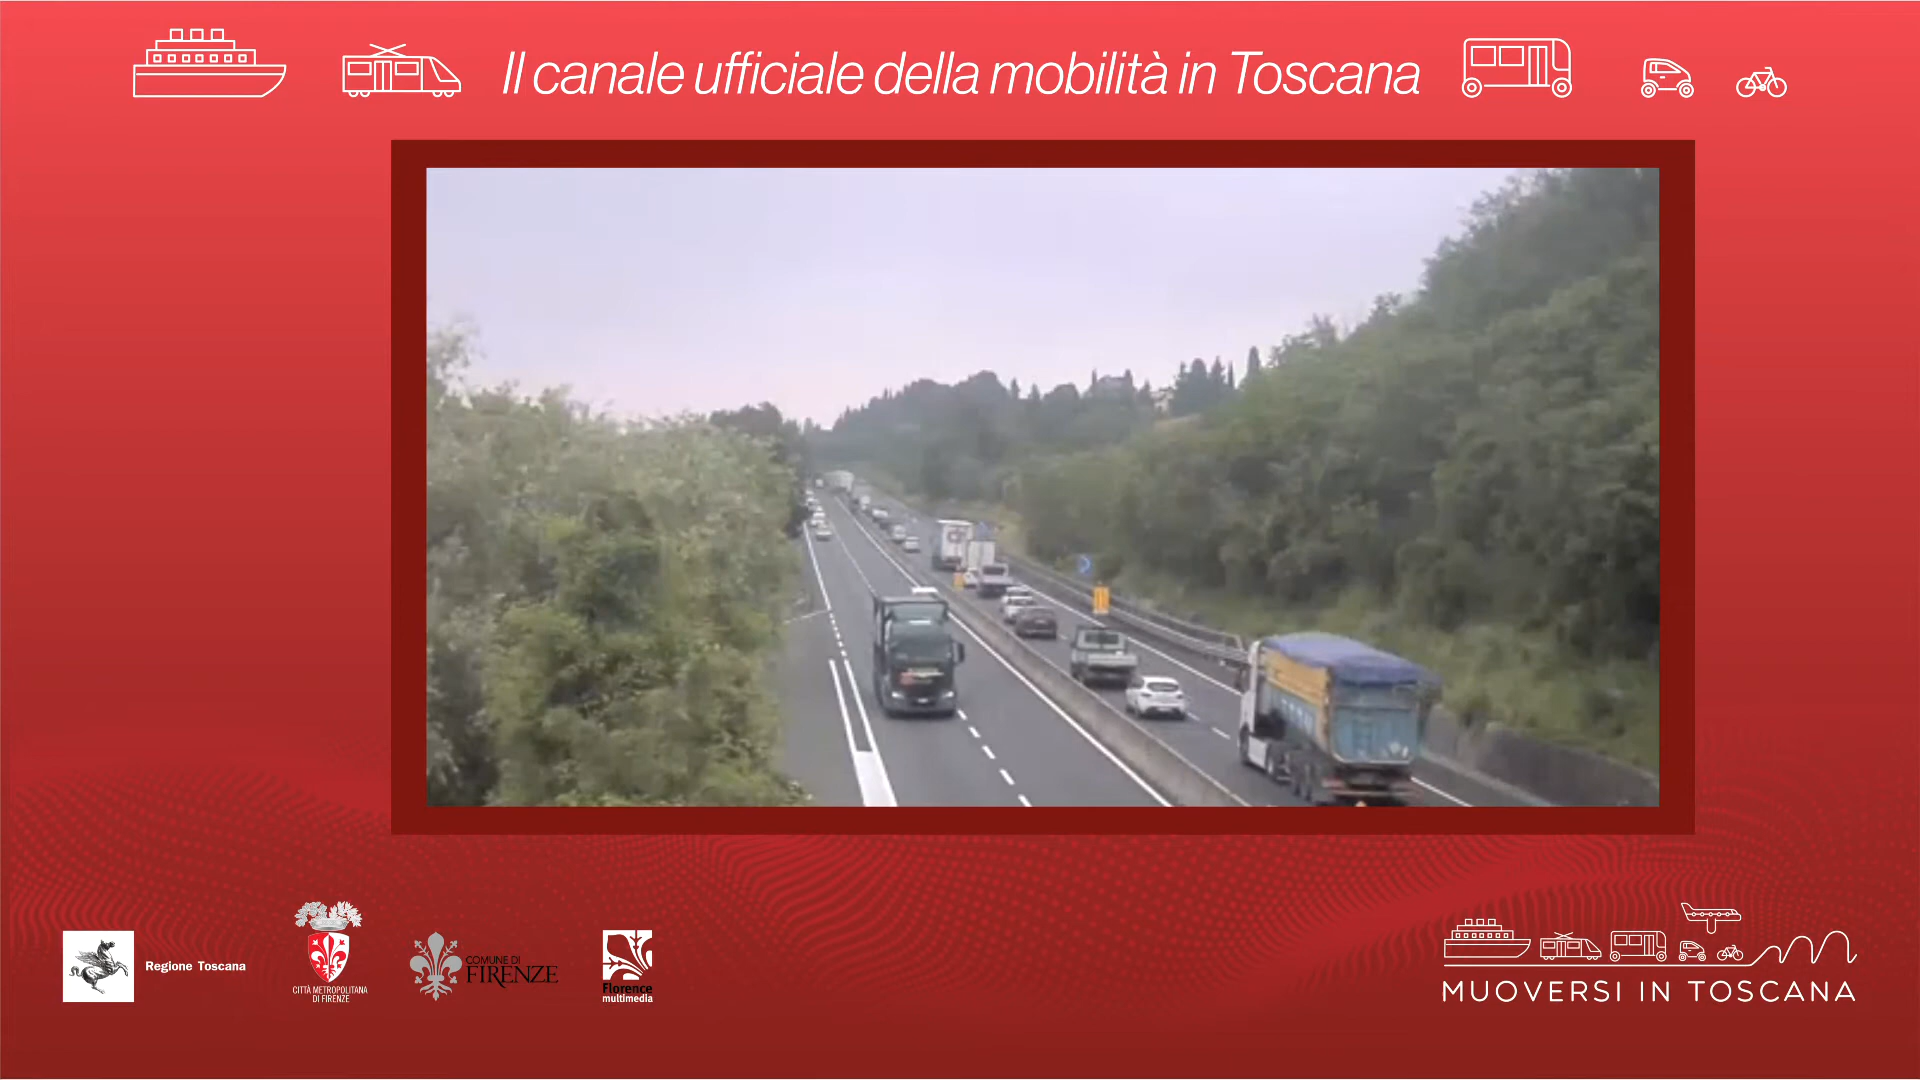 Il canale ufficiale della mobilità in Toscana
Regione Toscana
CITTÀ METROPOLITANA
DI FIRENZE
COMUNE DI
FIRENZE
Florence
multimedia
MUOVERSI IN TOSCANA